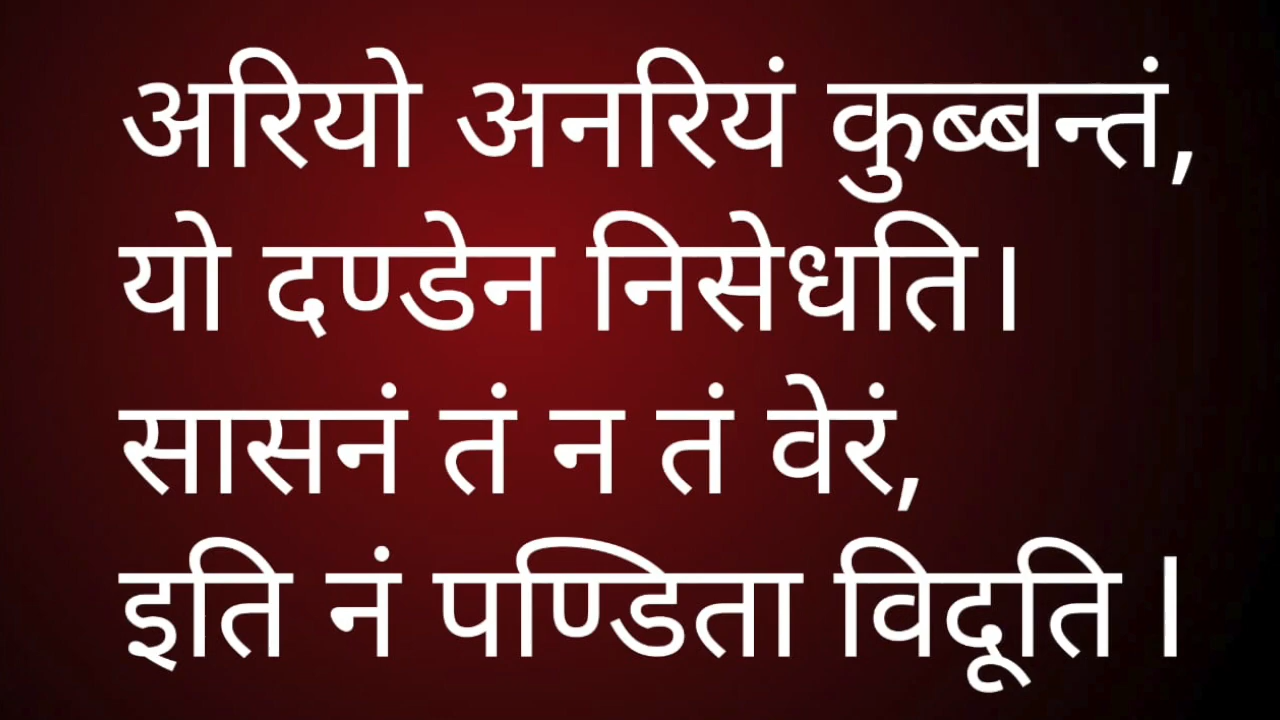 अरियो अनरियं कुब्बन्तं,
यो दण्डेन निसेधति।
सासनं तं न तं वेरं,
इति नं पण्डिता विदूति ।